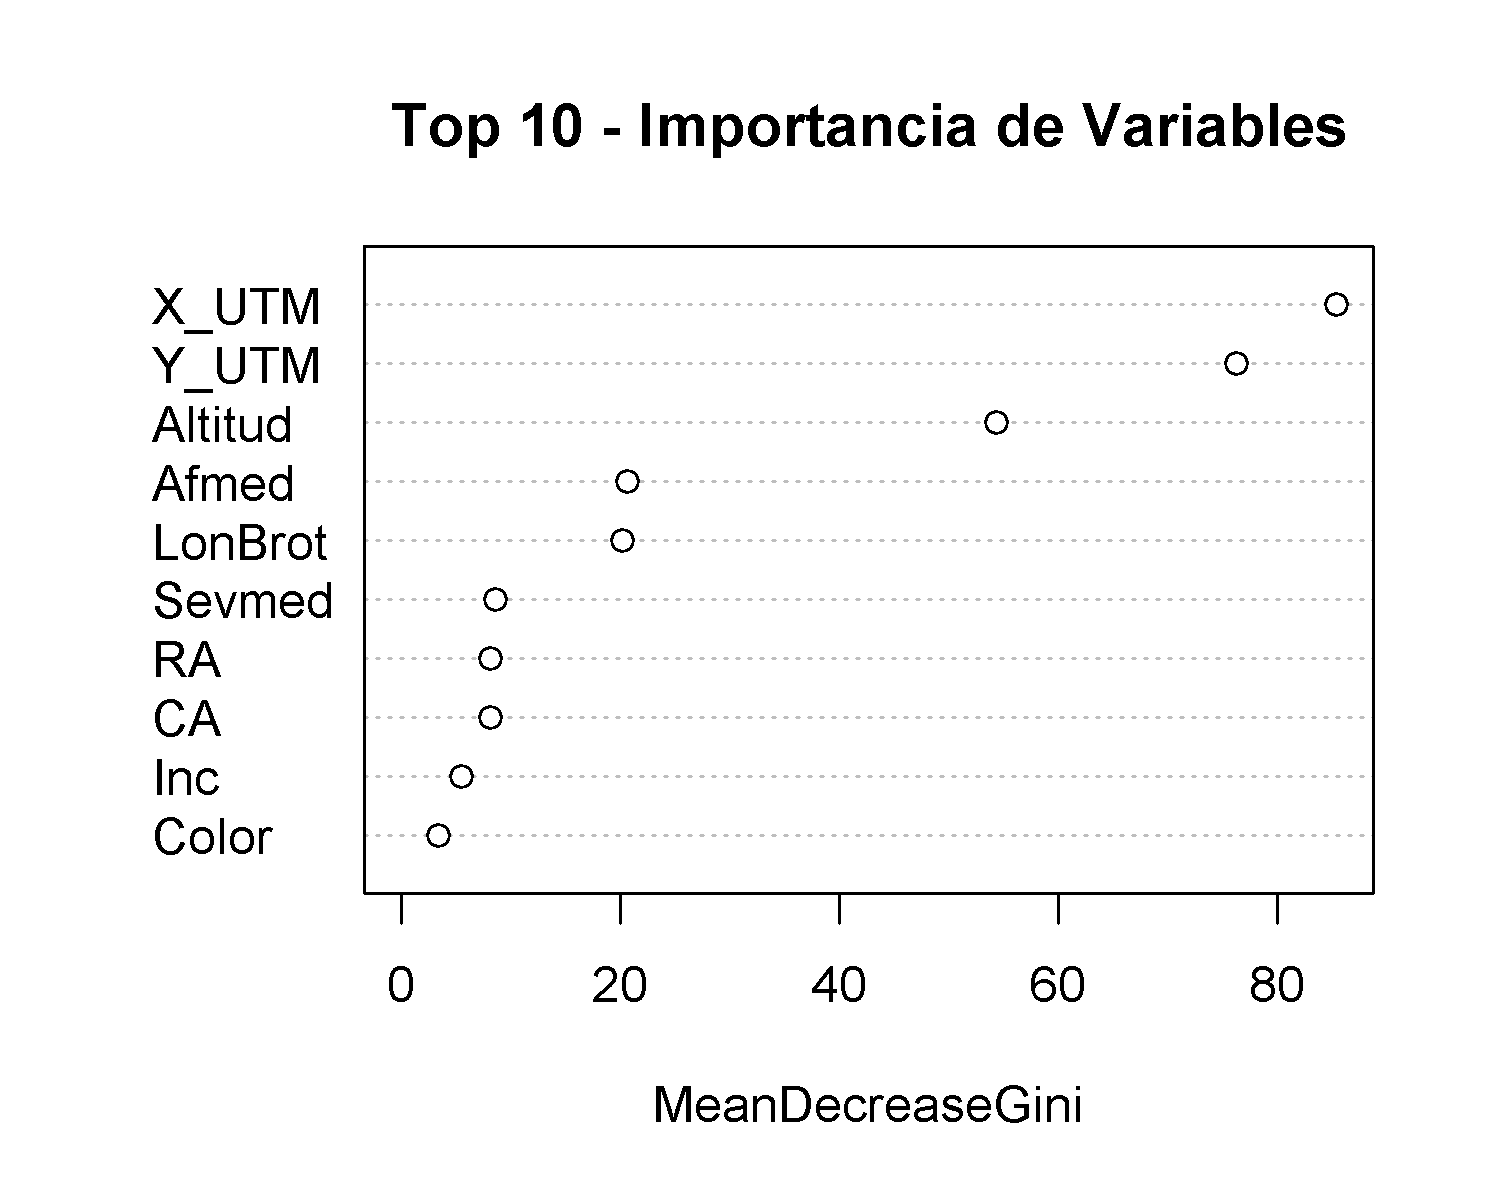 Top 10 - Importancia de Variables
X_UTM
Y_UTM
Altitud
Afmed
LonBrot
Sevmed
RA
CA
Inc
Color
0 20 40 60 80
MeanDecreaseGini